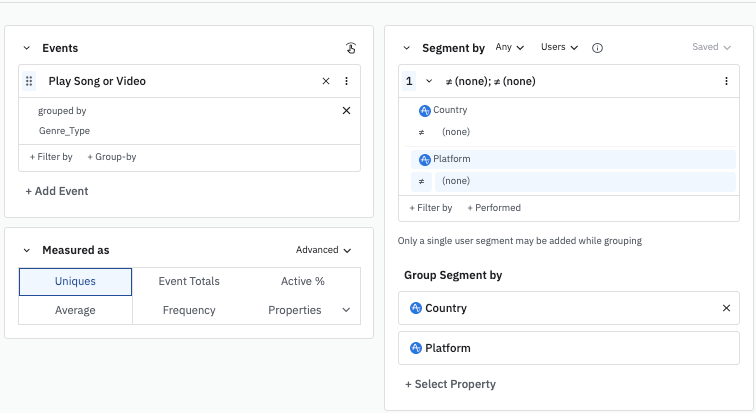 Events
Play Song or Video
grouped by
Genre_Type
+ Filter by + Group-by
+ Add Event
Measured as Advanced
Uniques Event Totals Active %
Average Frequency Properties
Segment by Any Users Saved
1 ≠ (none); ≠ (none)
Country
≠ (none)
Platform
≠ (none)
+ Filter by + Performed
Only a single user segment may be added while grouping
Group Segment by
Country
Platform
+ Select Property